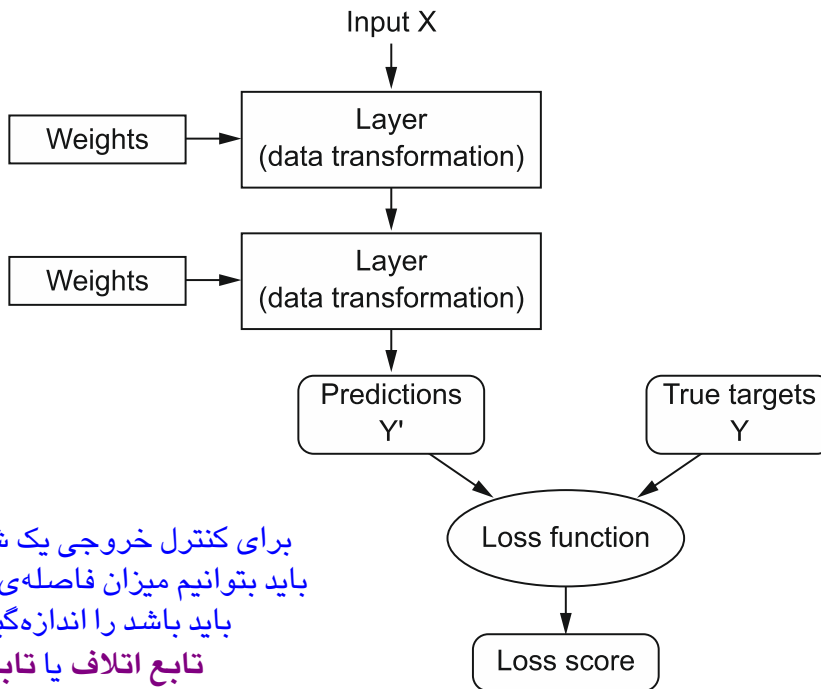 Input X
Layer
(data transformation)
Weights
Layer
(data transformation)
Weights
Predictions
Y'
True targets
Y
Loss function
Loss score
برای کنترل خروجی یک
باید بتوانیم میزان فاصله‌ی
باید باشد را
تابع اتلاف یا